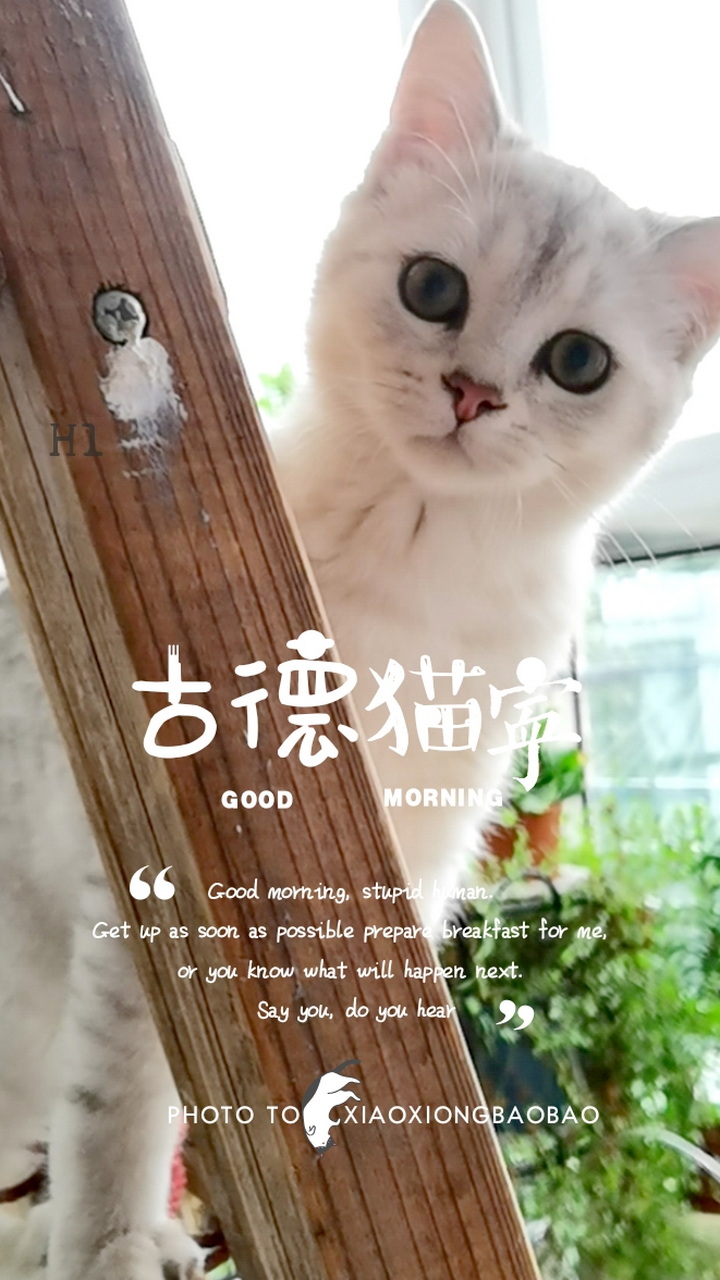 H1
古德猫寧
GOOD MORNING
“ Good morning, stupid human.
Get up as soon as possible prepare breakfast for me,
or you know what will happen next.
Say you, do you hear ”
PHOTO TO XIAOXIONGBAOBAO